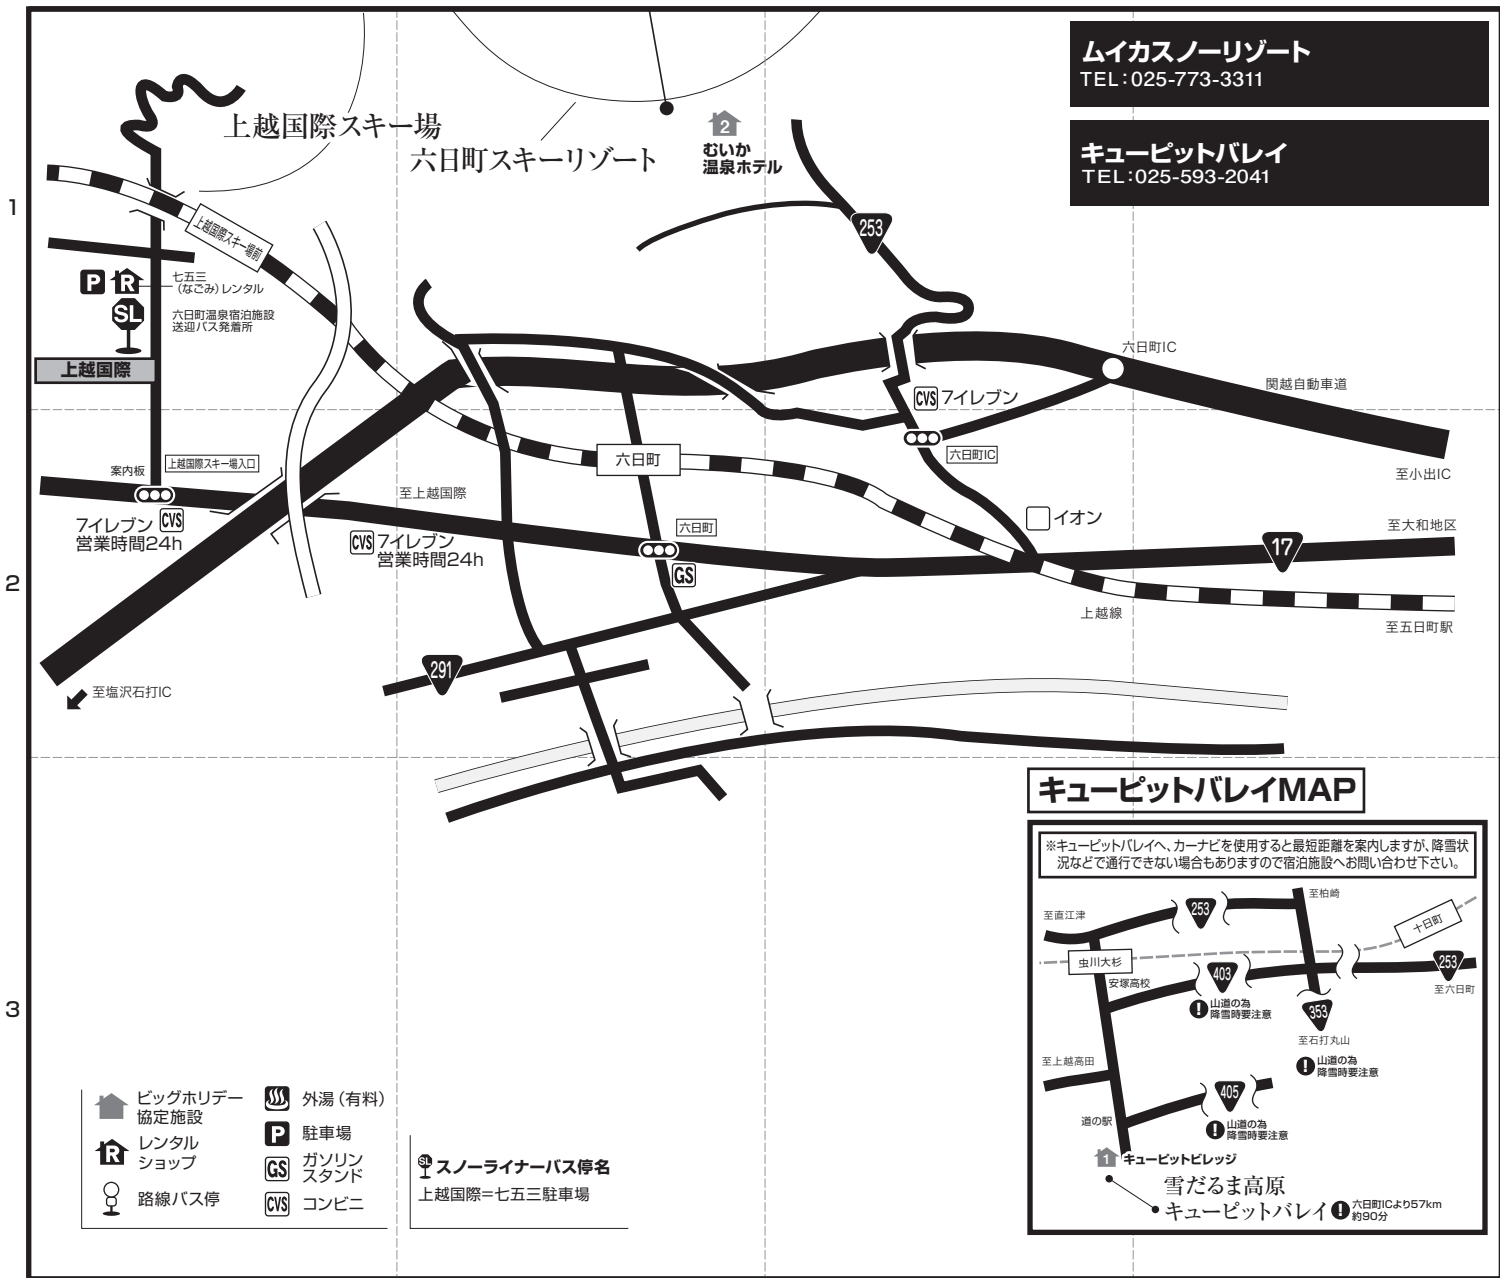 ムイカスノーリゾート
TEL:025-773-3311
キューピットバレイ
TEL:025-593-2041
上越国際スキー場
六日町スキーリゾート
2
むいか
温泉ホテル
1
上越国際スキー場前
253
P
R
七五三
（なごみ）レンタル
SL
六日町温泉宿泊施設
送迎バス発着所
上越国際
六日町IC
関越自動車道
CVS 7イレブン
六日町IC
至小出IC
案内板
上越国際スキー場入口
六日町
至上越国際
7イレブン CVS
営業時間24h
CVS 7イレブン
営業時間24h
六日町
GS
イオン
至大和地区
17
2
上越線
至五日町駅
291
至塩沢石打IC
キューピットバレイMAP
※キューピットバレイへ、カーナビを使用すると最短距離を案内しますが、降雪状
況などで通行できない場合もありますので宿泊施設へお問い合わせ下さい。
至柏崎
至直江津
253
十日町
虫川大杉
安塚高校
403
253
至六日町
山道の為
降雪時要注意
353
至石打丸山
山道の為
降雪時要注意
至上越高田
405
道の駅
山道の為
降雪時要注意
1 キューピットビレッジ
雪だるま高原
キューピットバレイ
六日町ICより57km
約90分
3
ビッグホリデー
協定施設
R レンタル
ショップ
路線バス停
外湯（有料）
P 駐車場
GS ガソリン
スタンド
CVS コンビニ
SL スノーライナーバス停名
上越国際=七五三駐車場